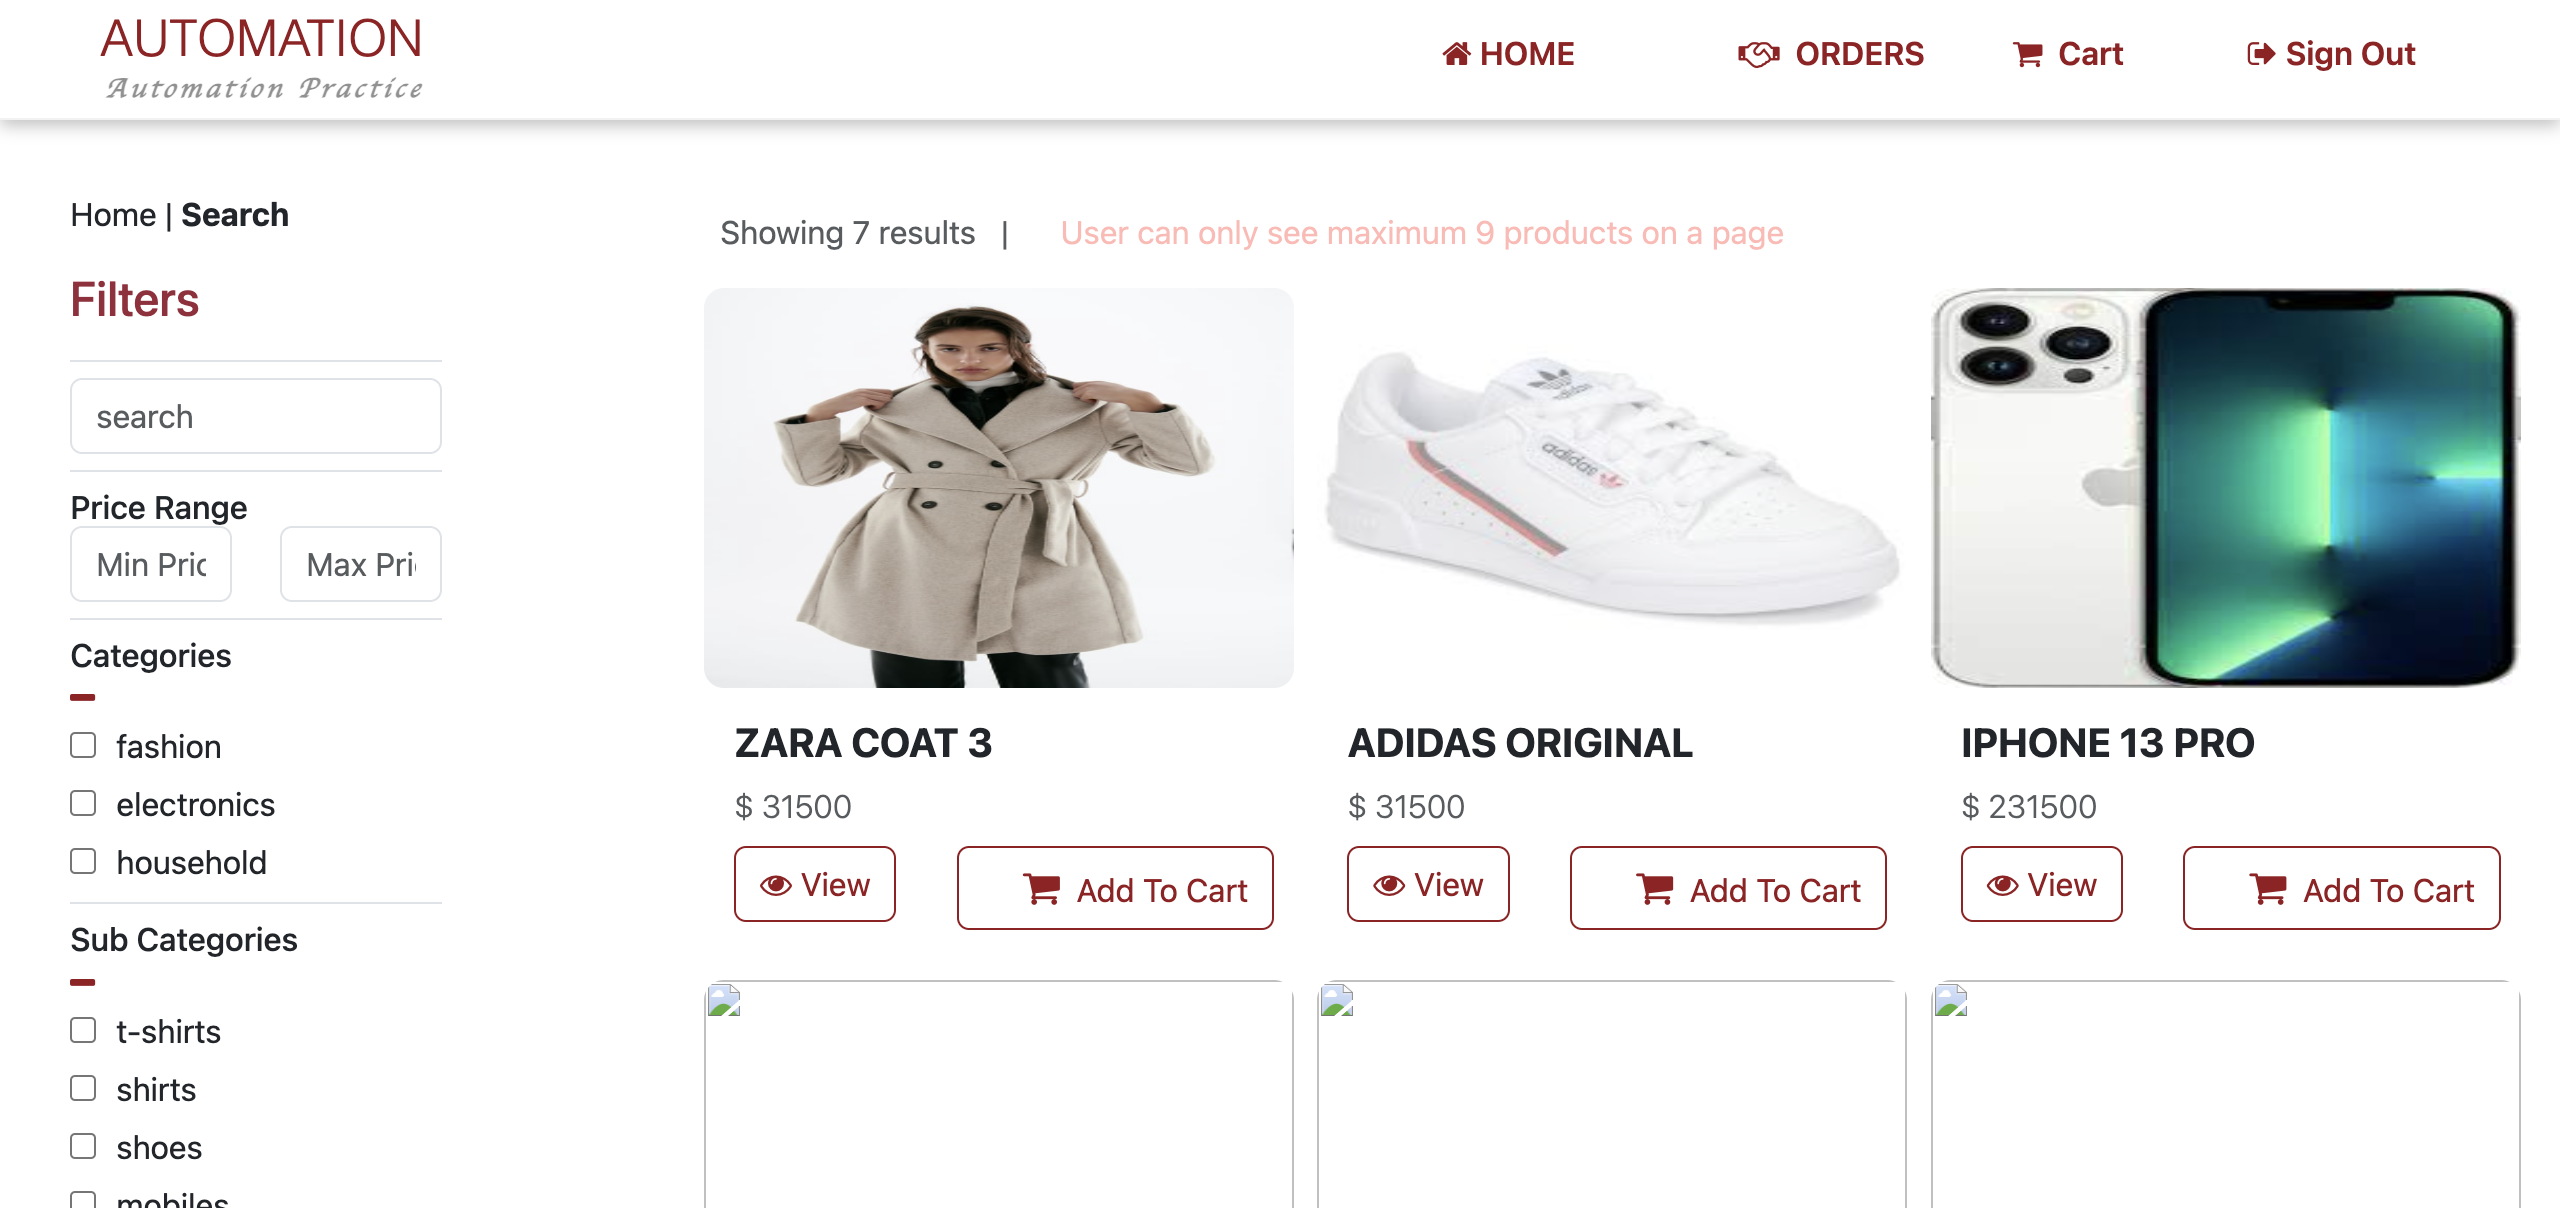 AUTOMATION
Automation Practice
HOME
ORDERS
Cart
Sign Out
Home | Search
Filters
search
Price Range
Min Pric
Max Pri
Categories
fashion
electronics
household
Sub Categories
t-shirts
shirts
shoes
mobiles
Showing 7 results |
User can only see maximum 9 products on a page
adidas
adidas
ZARA COAT 3
$ 31500
View
Add To Cart
ADIDAS ORIGINAL
$ 31500
View
Add To Cart
IPHONE 13 PRO
$ 231500
View
Add To Cart